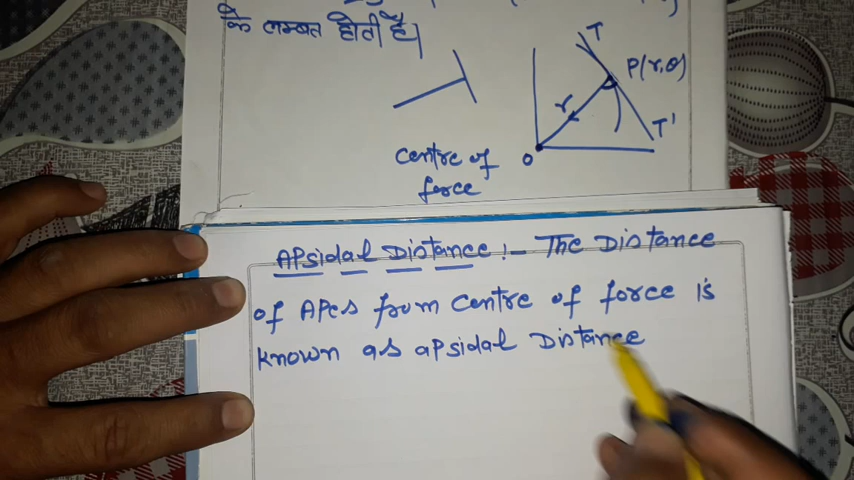 के लम्बत होती है।
T
P(r,θ)
r
T'
O
centre of
force
Apsidal Distance :- The Distance
of Apes from centre of force is
known as apsidal Distance